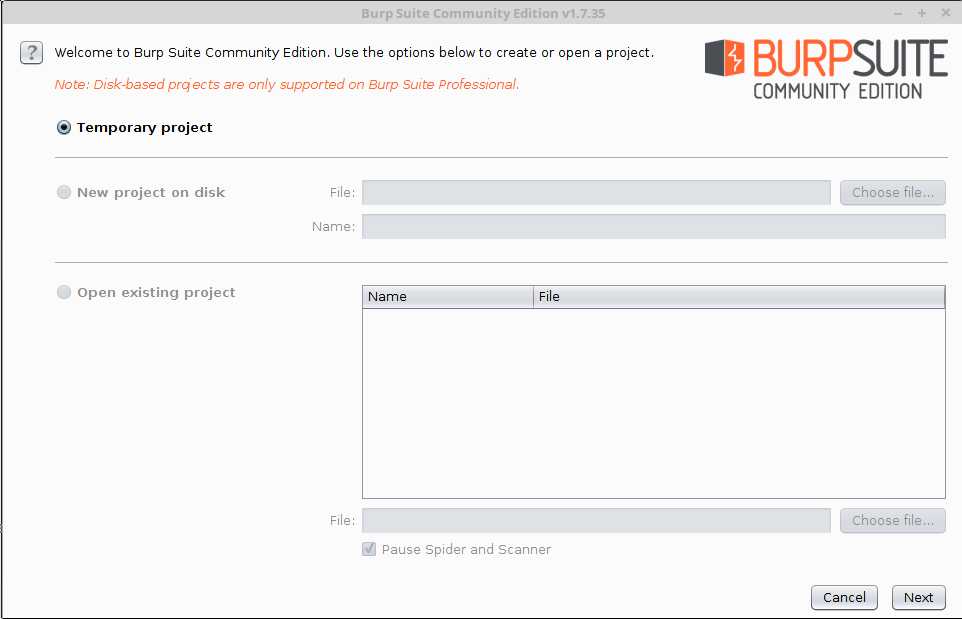 Burp Suite Community Edition v1.7.35
? Welcome to Burp Suite Community Edition. Use the options below to create or open a project.
Note: Disk-based projects are only supported on Burp Suite Professional.
BURPSUITE
COMMUNITY EDITION
Temporary project
New project on disk File: Choose file...
Name:
Open existing project
Name File
File: Choose file...
Pause Spider and Scanner
Cancel Next